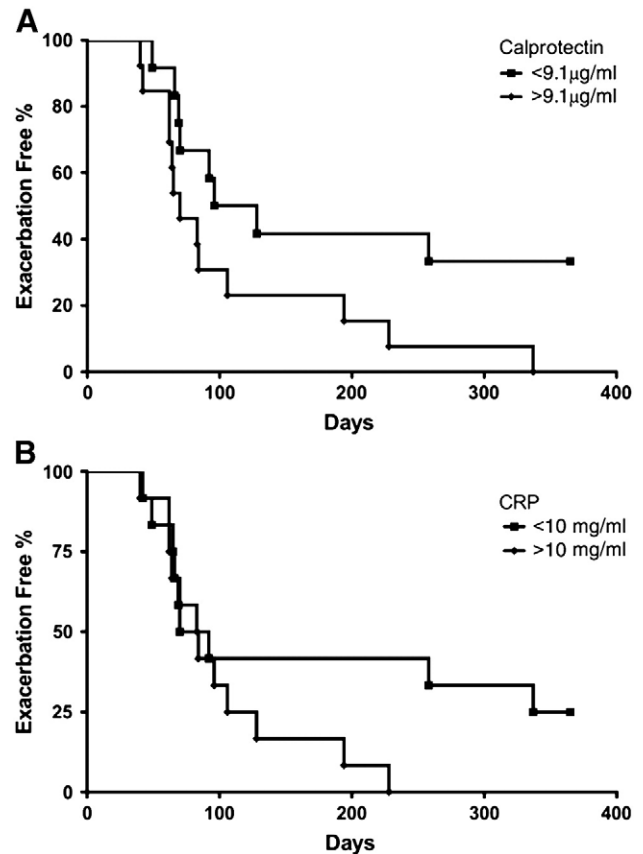 A
Calprotectin
<9.1μg/ml
>9.1μg/ml
Exacerbation Free %
100
80
60
40
20
0
0 100 200 300 400
Days
B
CRP
<10 mg/ml
>10 mg/ml
Exacerbation Free %
100
75
50
25
0
0 100 200 300 400
Days